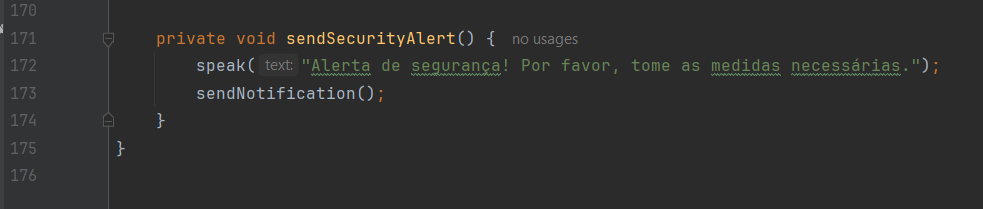 170
171 private void sendSecurityAlert() { no usages
172 speak( text: "Alerta de segurança! Por favor, tome as medidas necessárias.");
173 sendNotification();
174 }
175 }
176